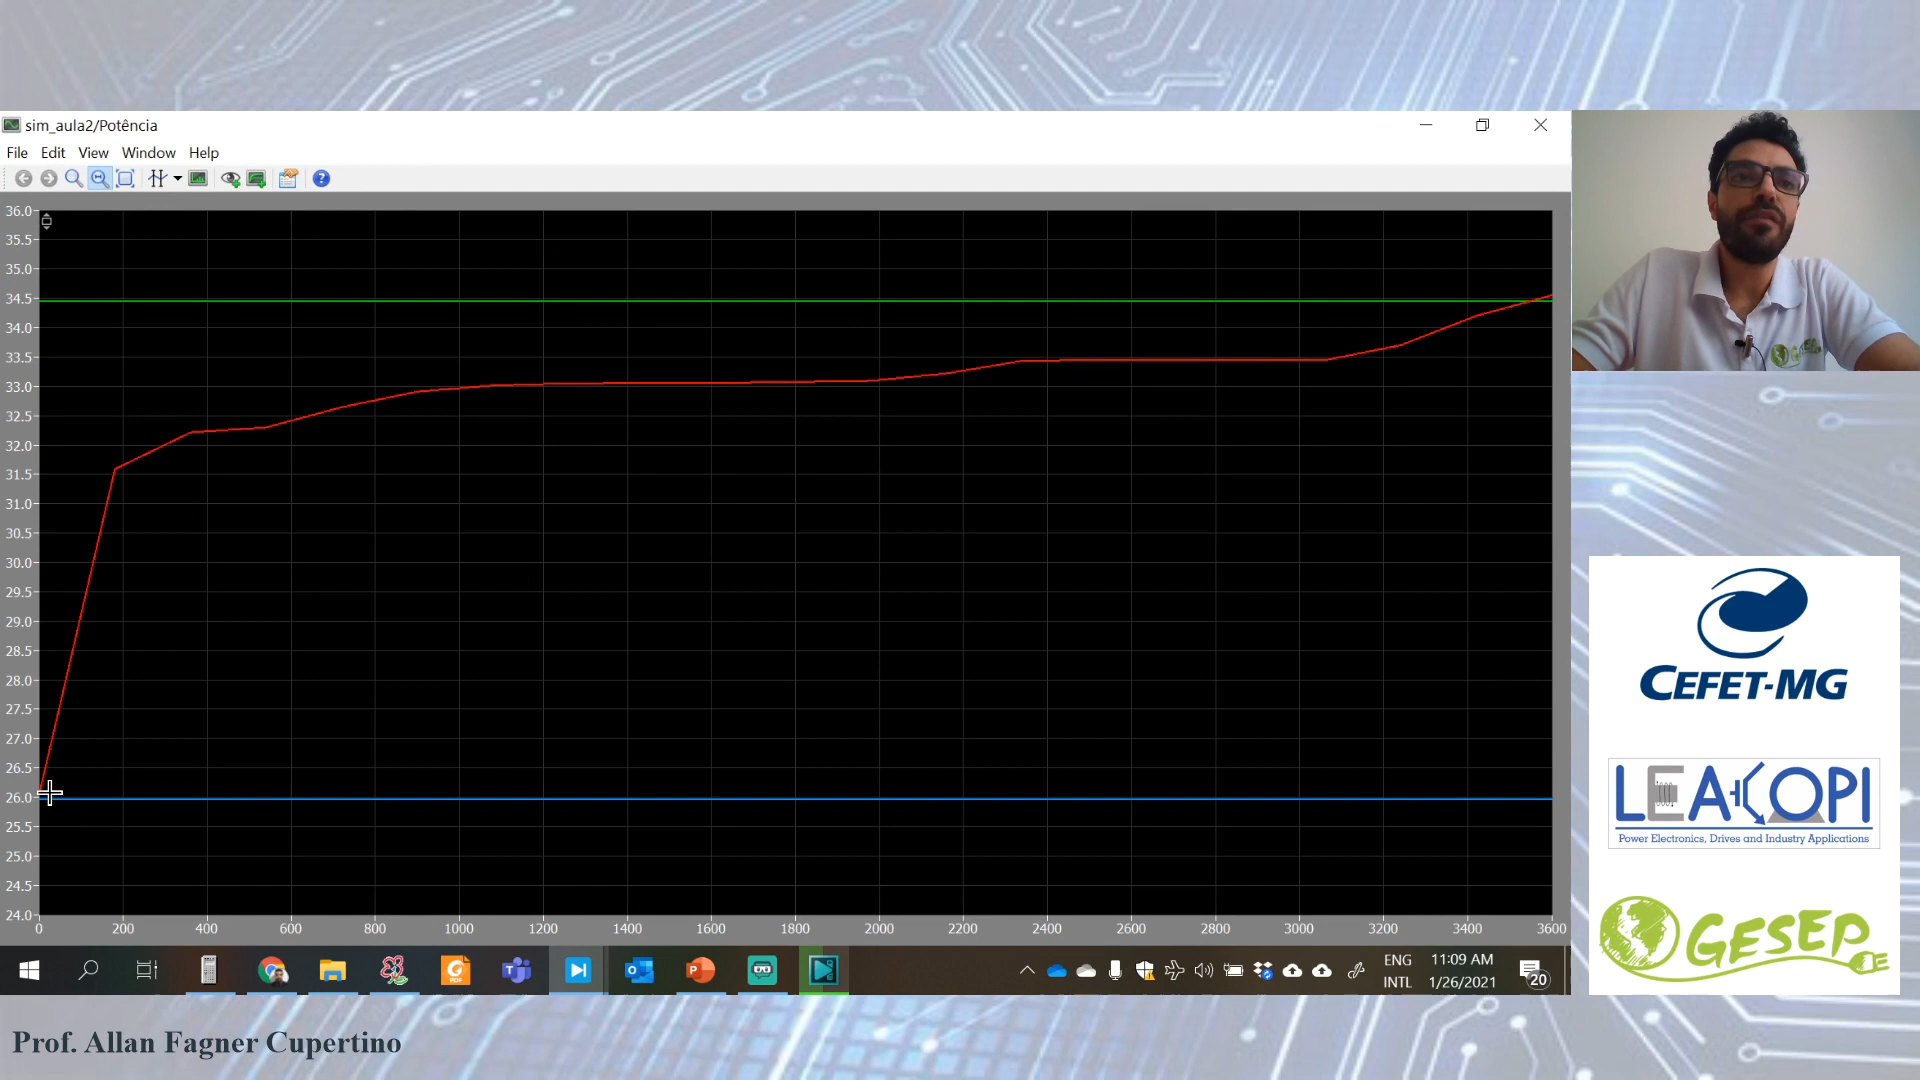 sim_aula2/Potência
File Edit View Window Help
36.0
35.5
35.0
34.5
34.0
33.5
33.0
32.5
32.0
31.5
31.0
30.5
30.0
29.5
29.0
28.5
28.0
27.5
27.0
26.5
26.0
25.5
25.0
24.5
24.0
0 200 400 600 800 1000 1200 1400 1600 1800 2000 2200 2400 2600 2800 3000 3200 3400 3600
ENG 11:09 AM
INTL 1/26/2021
20
CEFET-MG
LEACOPI
Power Electronics, Drives and Industry Applications
GESEP
Prof. Allan Fagner Cupertino